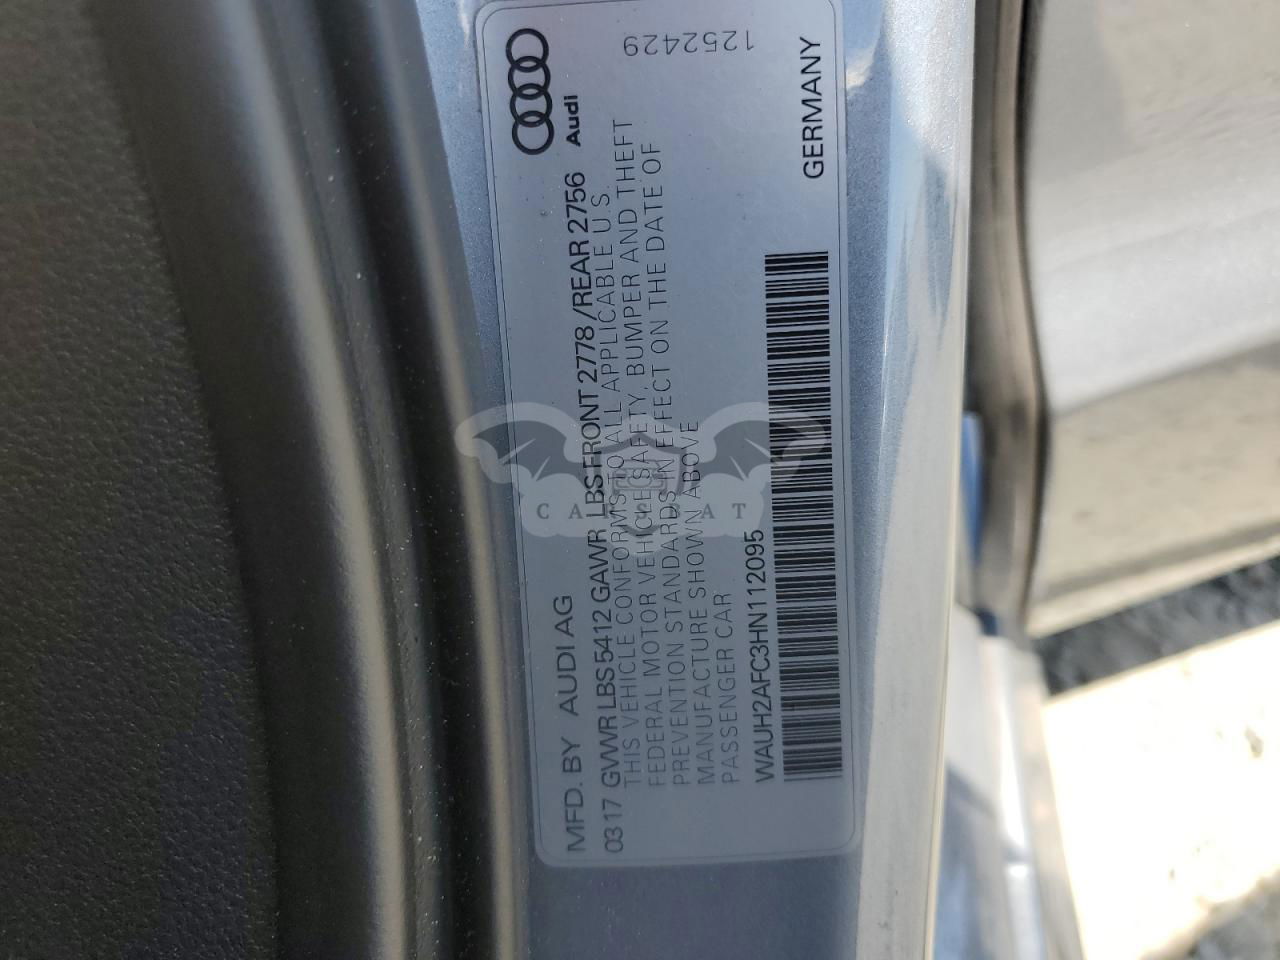 Audi
MFD. BY AUDI AG
03 17 GVWR LBS 5412 GAWR LBS FRONT 2778 /REAR 2756
THIS VEHICLE CONFORMS TO ALL APPLICABLE U.S.
FEDERAL MOTOR VEHICLE SAFETY, BUMPER AND THEFT
PREVENTION STANDARDS IN EFFECT ON THE DATE OF
MANUFACTURE SHOWN ABOVE
PASSENGER CAR
WAUH2AFC3HN112095
GERMANY
1252429